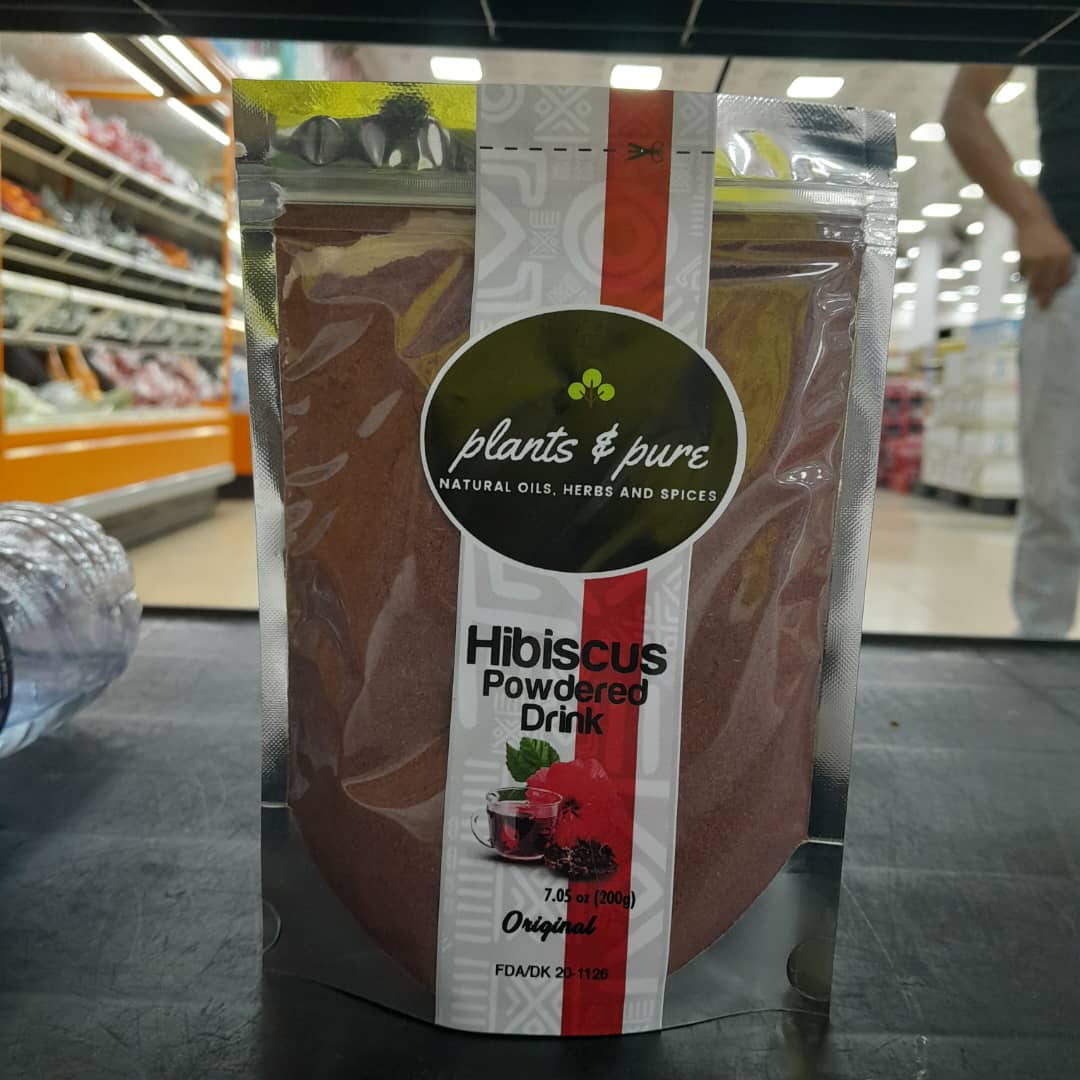 plants & pure
NATURAL OILS, HERBS AND SPICES
Hibiscus
Powdered
Drink
7.05 oz (200g)
Original
FDA/DK 20-1126